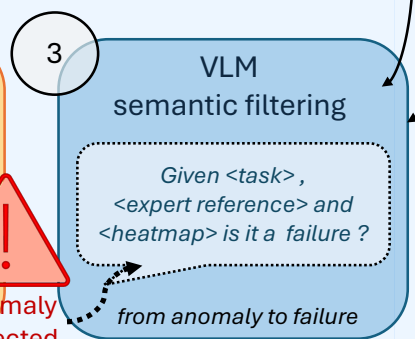 3
VLM
semantic filtering
Given <task> ,
<expert reference> and
<heatmap> is it a failure ?
!
from anomaly to failure